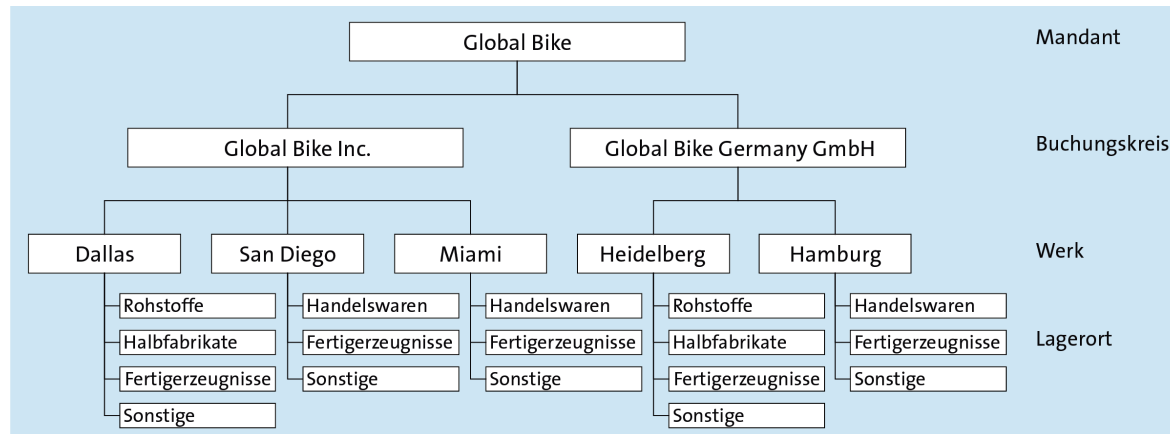 Global Bike
Mandant
Global Bike Inc.
Global Bike Germany GmbH
Buchungskreis
Dallas
San Diego
Miami
Heidelberg
Hamburg
Werk
Rohstoffe
Handelswaren
Handelswaren
Rohstoffe
Handelswaren
Halbfabrikate
Fertigerzeugnisse
Fertigerzeugnisse
Halbfabrikate
Fertigerzeugnisse
Lagerort
Fertigerzeugnisse
Sonstige
Sonstige
Fertigerzeugnisse
Sonstige
Sonstige
Sonstige